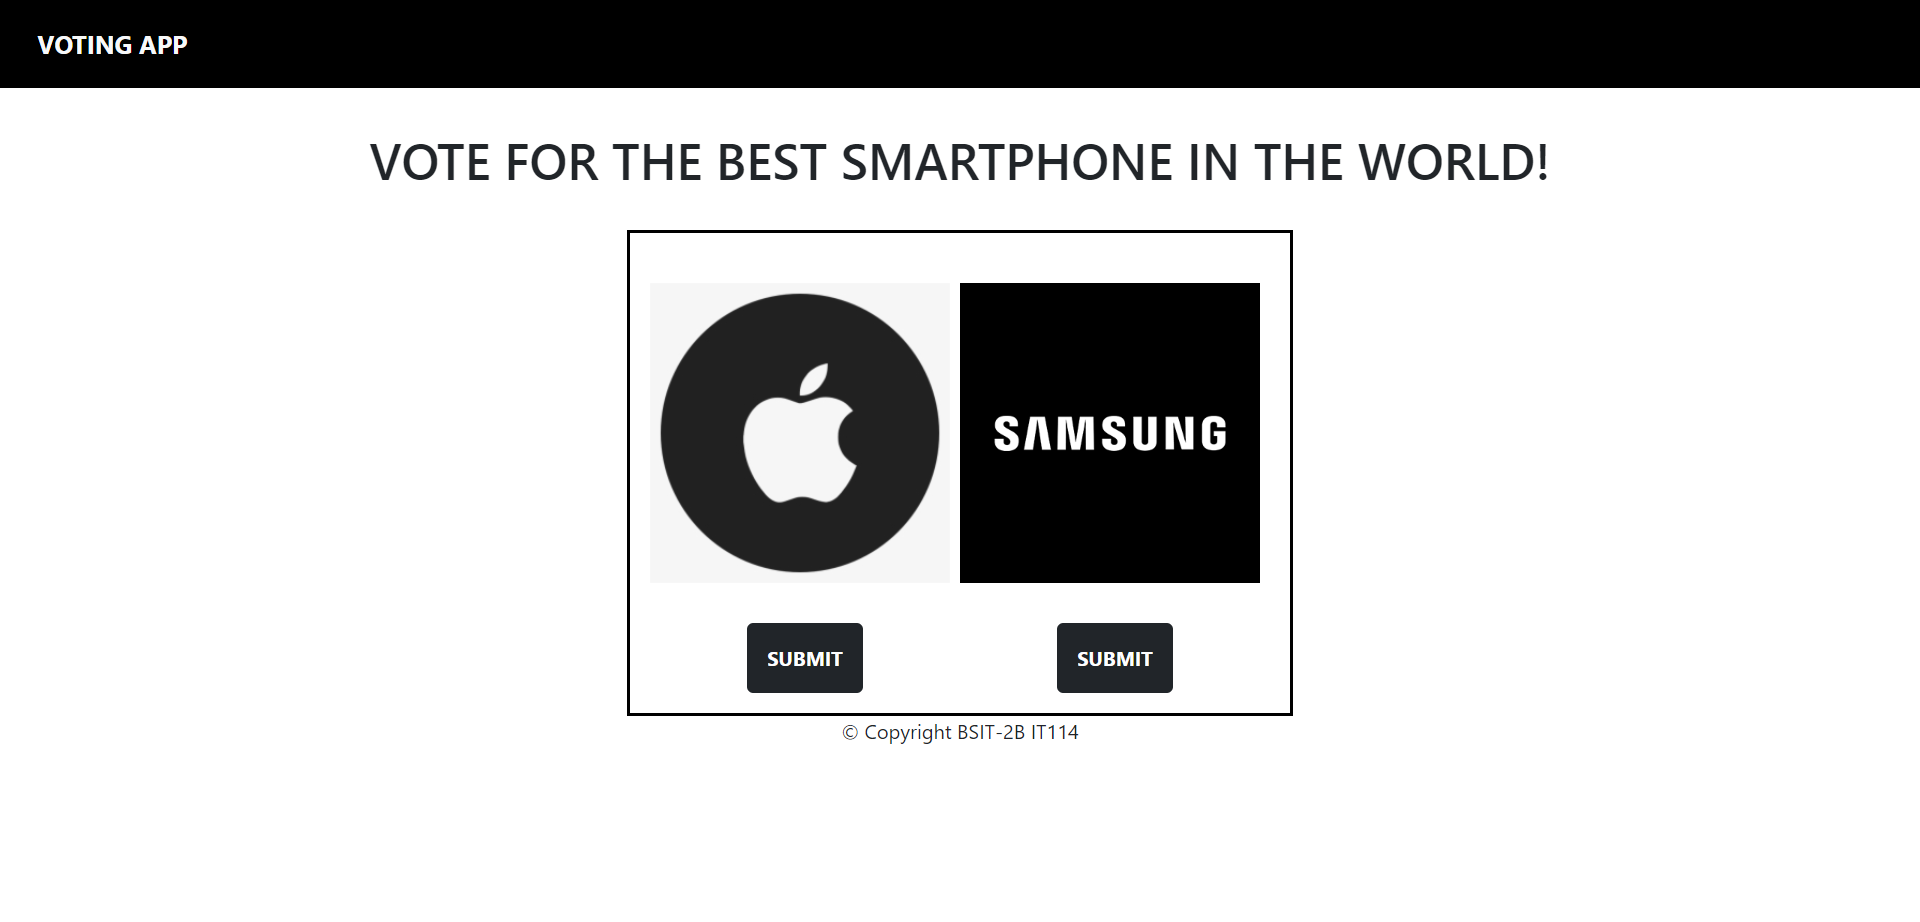 VOTING APP
VOTE FOR THE BEST SMARTPHONE IN THE WORLD!
SAMSUNG
SUBMIT
SUBMIT
© Copyright BSIT-2B IT114